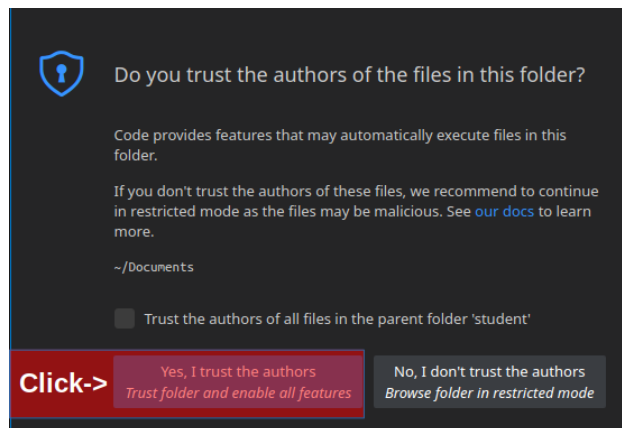 Do you trust the authors of the files in this folder?
Code provides features that may automatically execute files in this
folder.
If you don't trust the authors of these files, we recommend to continue
in restricted mode as the files may be malicious. See our docs to learn
more.
~/Documents
Trust the authors of all files in the parent folder 'student'
Click->
Yes, I trust the authors
Trust folder and enable all features
No, I don't trust the authors
Browse folder in restricted mode